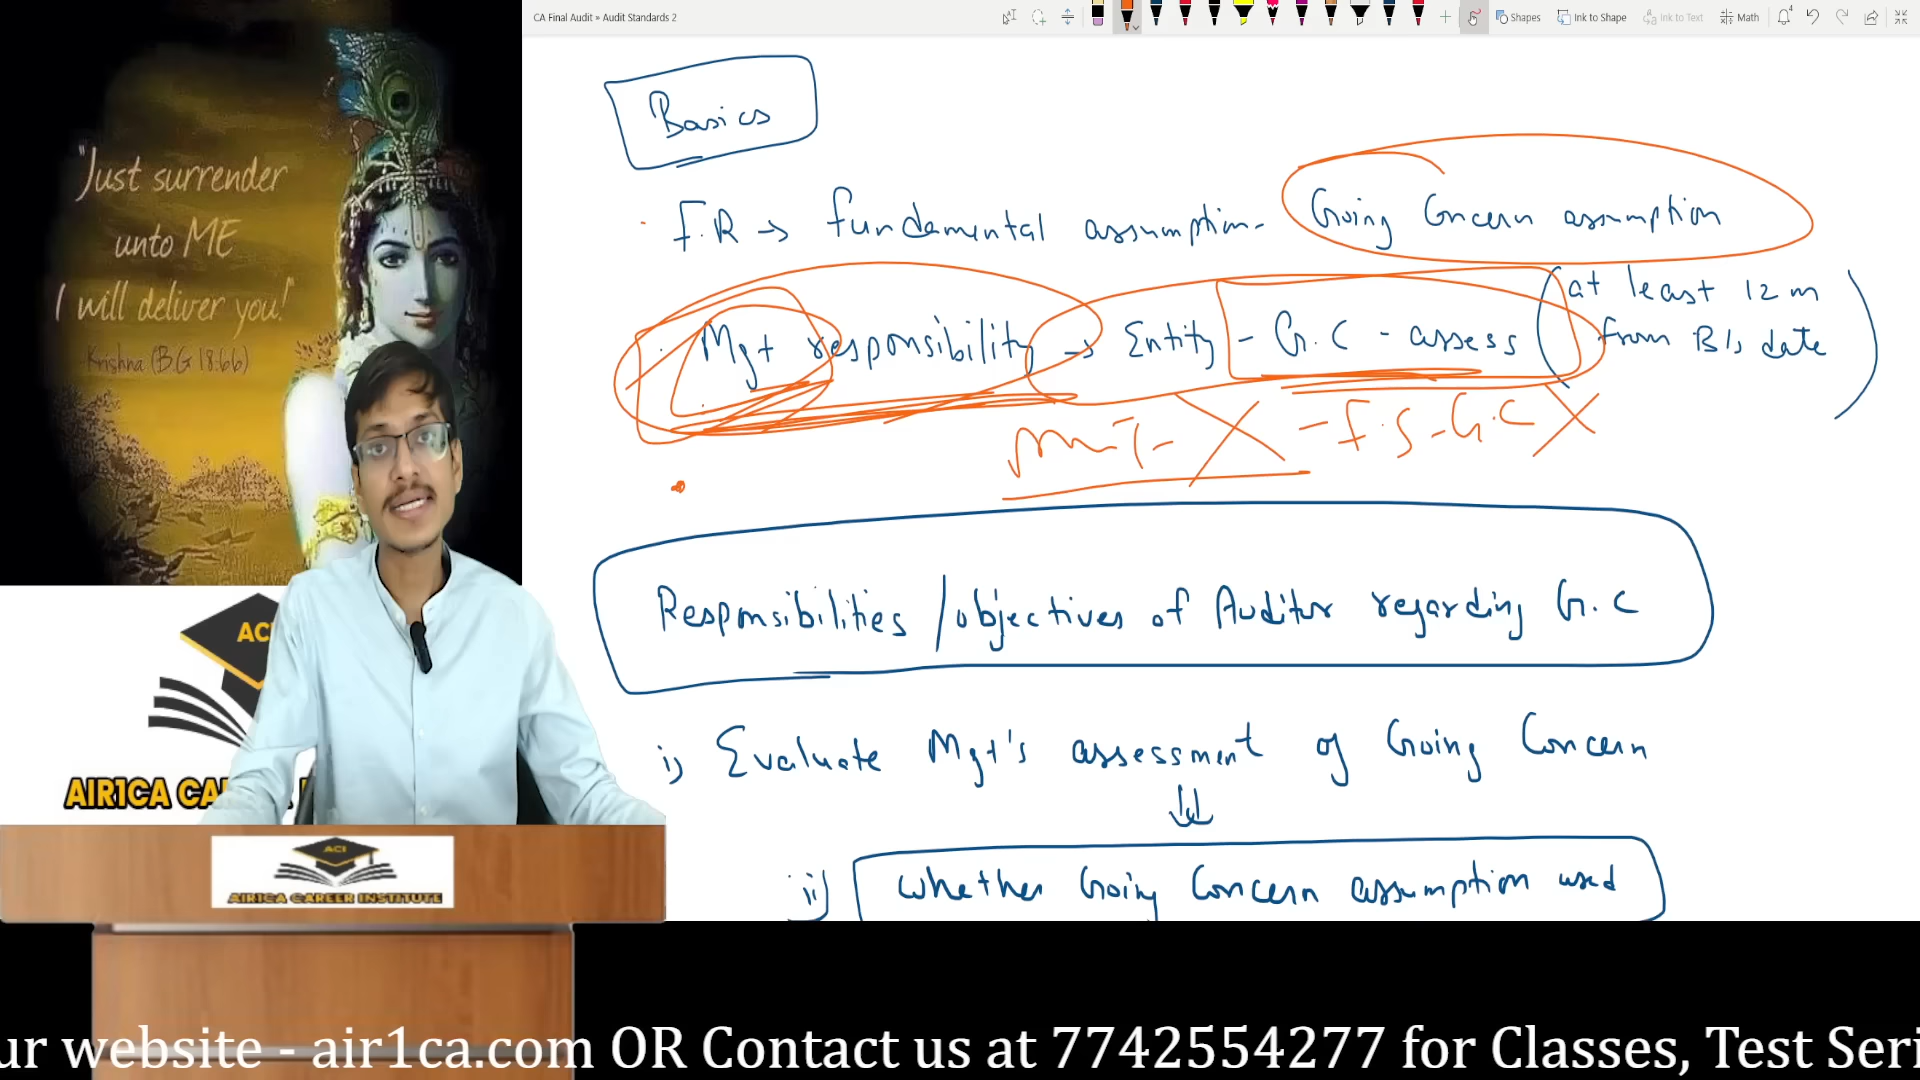 CA Final Audit » Audit Standards 2
Shapes
Ink to Shape
Ink to Text
Math
"Just surrender
unto ME
I will deliver you!"
- Krishna (B.G 18.66)
Basics
F.R → fundamental assumption - Going Concern assumption
Mgt responsibility → Entity - G.C - assess (at least 12 m
from B/s date)
X - F.S - G.C X
Responsibilities / objectives of Auditor regarding G.C
i) Evaluate Mgt's assessment of Going Concern
ii) Whether Going Concern assumption used
ACI
AIR1CA CA
ACI
AIR1CA CAREER INSTITUTE
ur website - air1ca.com OR Contact us at 7742554277 for Classes, Test Seri